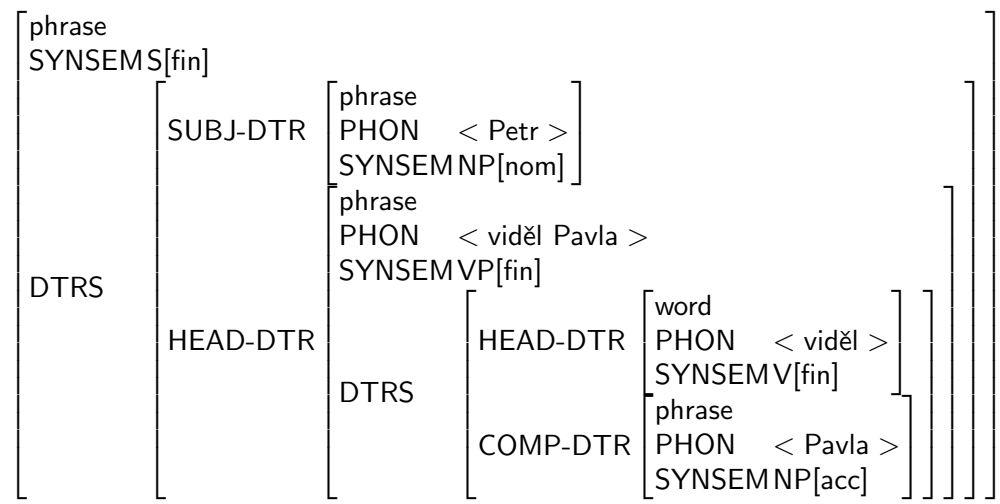 phrase
SYNSEM S[fin]
phrase
SUBJ-DTR PHON < Petr >
SYNSEM NP[nom]
phrase
PHON < viděl Pavla >
SYNSEM VP[fin]
DTRS
word
HEAD-DTR HEAD-DTR PHON < viděl >
SYNSEM V[fin]
DTRS
phrase
COMP-DTR PHON < Pavla >
SYNSEM NP[acc]